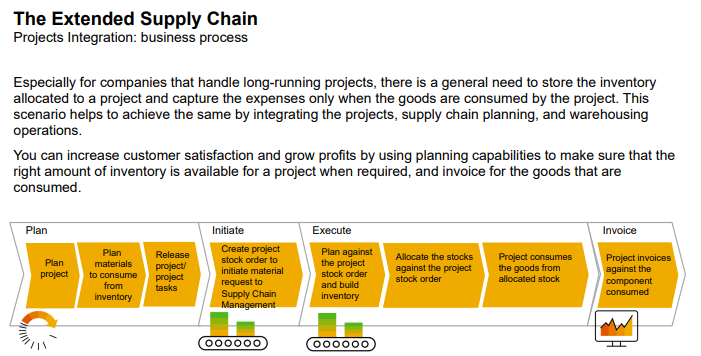 The Extended Supply Chain
Projects Integration: business process
Especially for companies that handle long-running projects, there is a general need to store the inventory
allocated to a project and capture the expenses only when the goods are consumed by the project. This
scenario helps to achieve the same by integrating the projects, supply chain planning, and warehousing
operations.
You can increase customer satisfaction and grow profits by using planning capabilities to make sure that the
right amount of inventory is available for a project when required, and invoice for the goods that are
consumed.
Plan
Plan
project
Plan
materials
to consume
from
inventory
Release
project/
project
tasks
Initiate
Create project
stock order to
initiate material
request to
Supply Chain
Management
Execute
Plan against
the project
stock order
and build
inventory
Allocate the stocks
against the project
stock order
Project consumes
the goods from
allocated stock
Invoice
Project invoices
against the
component
consumed